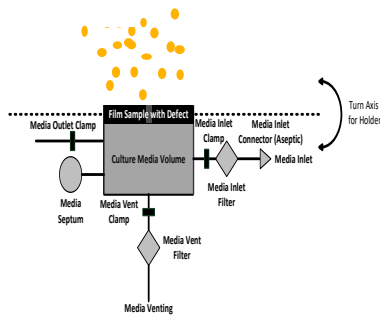 Turn Axis
for Holder
Film Sample with Defect
Media Outlet Clamp
Media Inlet
Clamp
Media Inlet
Connector (Aseptic)
Culture Media Volume
Media Inlet
Media Inlet
Filter
Media
Septum
Media Vent
Clamp
Media Vent
Filter
Media Venting